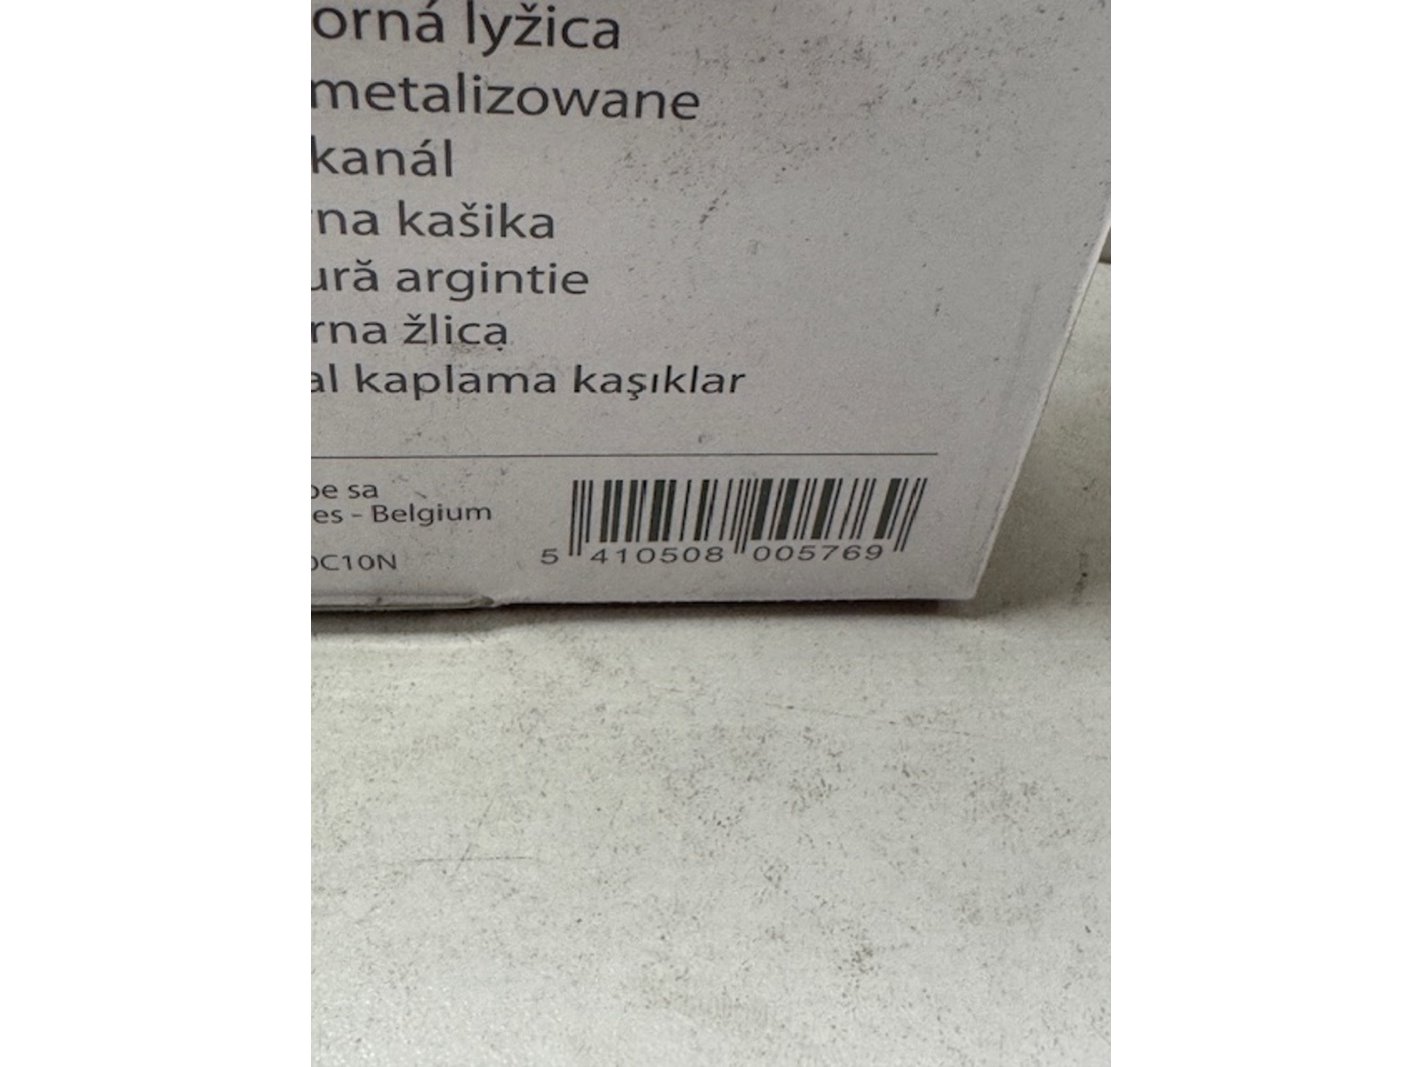 orná lyžica
metalizowane
kanál
rna kašika
ură argintie
rna žlica
al kaplama kaşıklar
pe sa
es - Belgium
0C10N
5 410508 005769